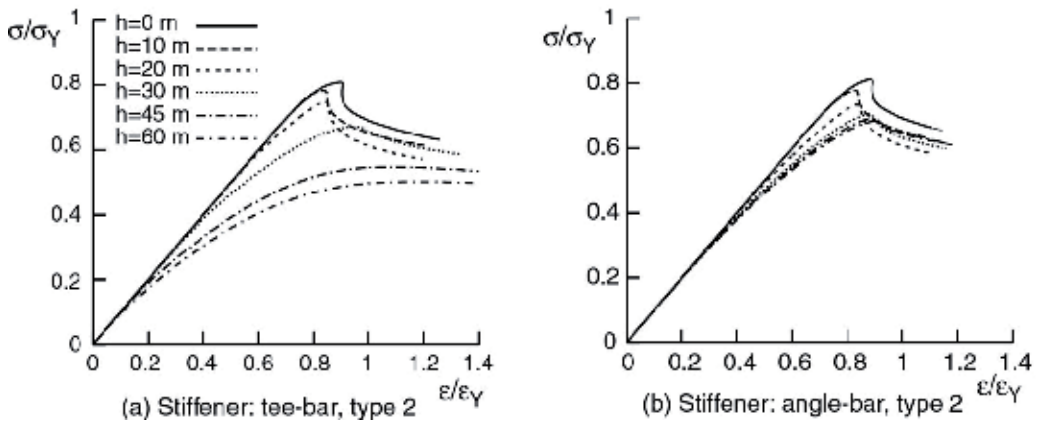 σ/σY
1
0.8
0.6
0.4
0.2
0
h=0 m
h=10 m
h=20 m
h=30 m
h=45 m
h=60 m
0 0.2 0.4 0.6 0.8 1 1.2 1.4
ε/εY
(a) Stiffener: tee-bar, type 2
σ/σY
1
0.8
0.6
0.4
0.2
0
0 0.2 0.4 0.6 0.8 1 1.2 1.4
ε/εY
(b) Stiffener: angle-bar, type 2